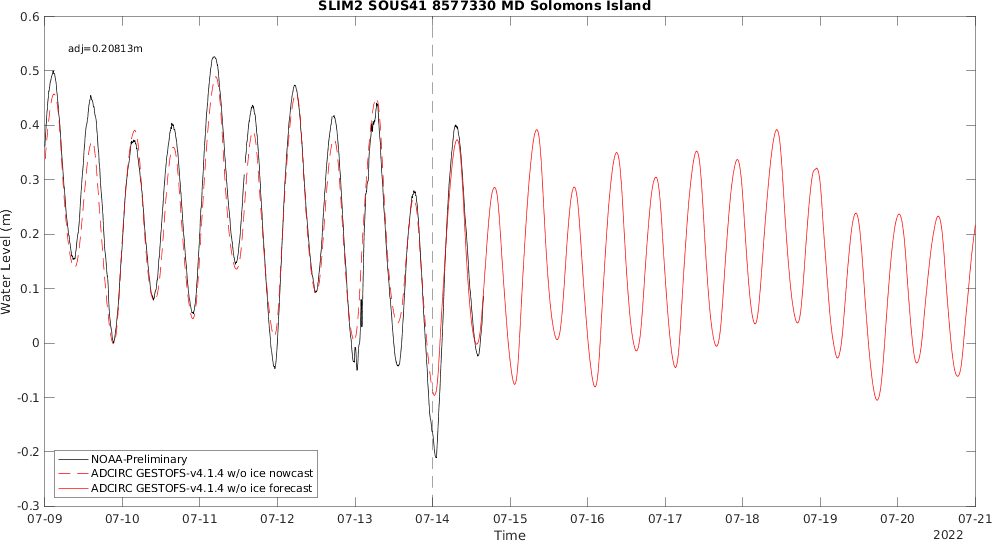 SLIM2 SOUS41 8577330 MD Solomons Island
adj=0.20813m
0.6
0.5
0.4
0.3
0.2
0.1
0
-0.1
-0.2
-0.3
Water Level (m)
NOAA-Preliminary
ADCIRC GESTOFS-v4.1.4 w/o ice nowcast
ADCIRC GESTOFS-v4.1.4 w/o ice forecast
07-09 07-10 07-11 07-12 07-13 07-14 07-15 07-16 07-17 07-18 07-19 07-20 07-21
Time
2022